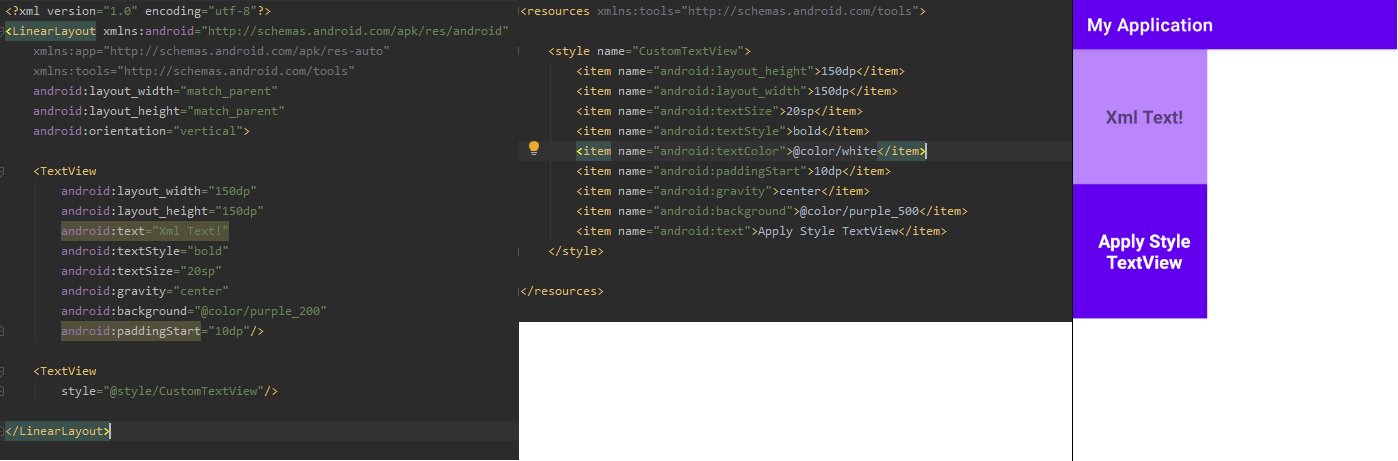 <?xml version="1.0" encoding="utf-8"?>
<LinearLayout xmlns:android="http://schemas.android.com/apk/res/android"
xmlns:app="http://schemas.android.com/apk/res-auto"
xmlns:tools="http://schemas.android.com/tools"
android:layout_width="match_parent"
android:layout_height="match_parent"
android:orientation="vertical">
<TextView
android:layout_width="150dp"
android:layout_height="150dp"
android:text="Xml Text!"
android:textStyle="bold"
android:textSize="20sp"
android:gravity="center"
android:background="@color/purple_200"
android:paddingStart="10dp"/>
<TextView
style="@style/CustomTextView"/>
</LinearLayout>
<resources xmlns:tools="http://schemas.android.com/tools">
<style name="CustomTextView">
<item name="android:layout_height">150dp</item>
<item name="android:layout_width">150dp</item>
<item name="android:textSize">20sp</item>
<item name="android:textStyle">bold</item>
<item name="android:textColor">@color/white</item>
<item name="android:paddingStart">10dp</item>
<item name="android:gravity">center</item>
<item name="android:background">@color/purple_500</item>
<item name="android:text">Apply Style TextView</item>
</style>
</resources>
My Application
Xml Text!
Apply Style
TextView